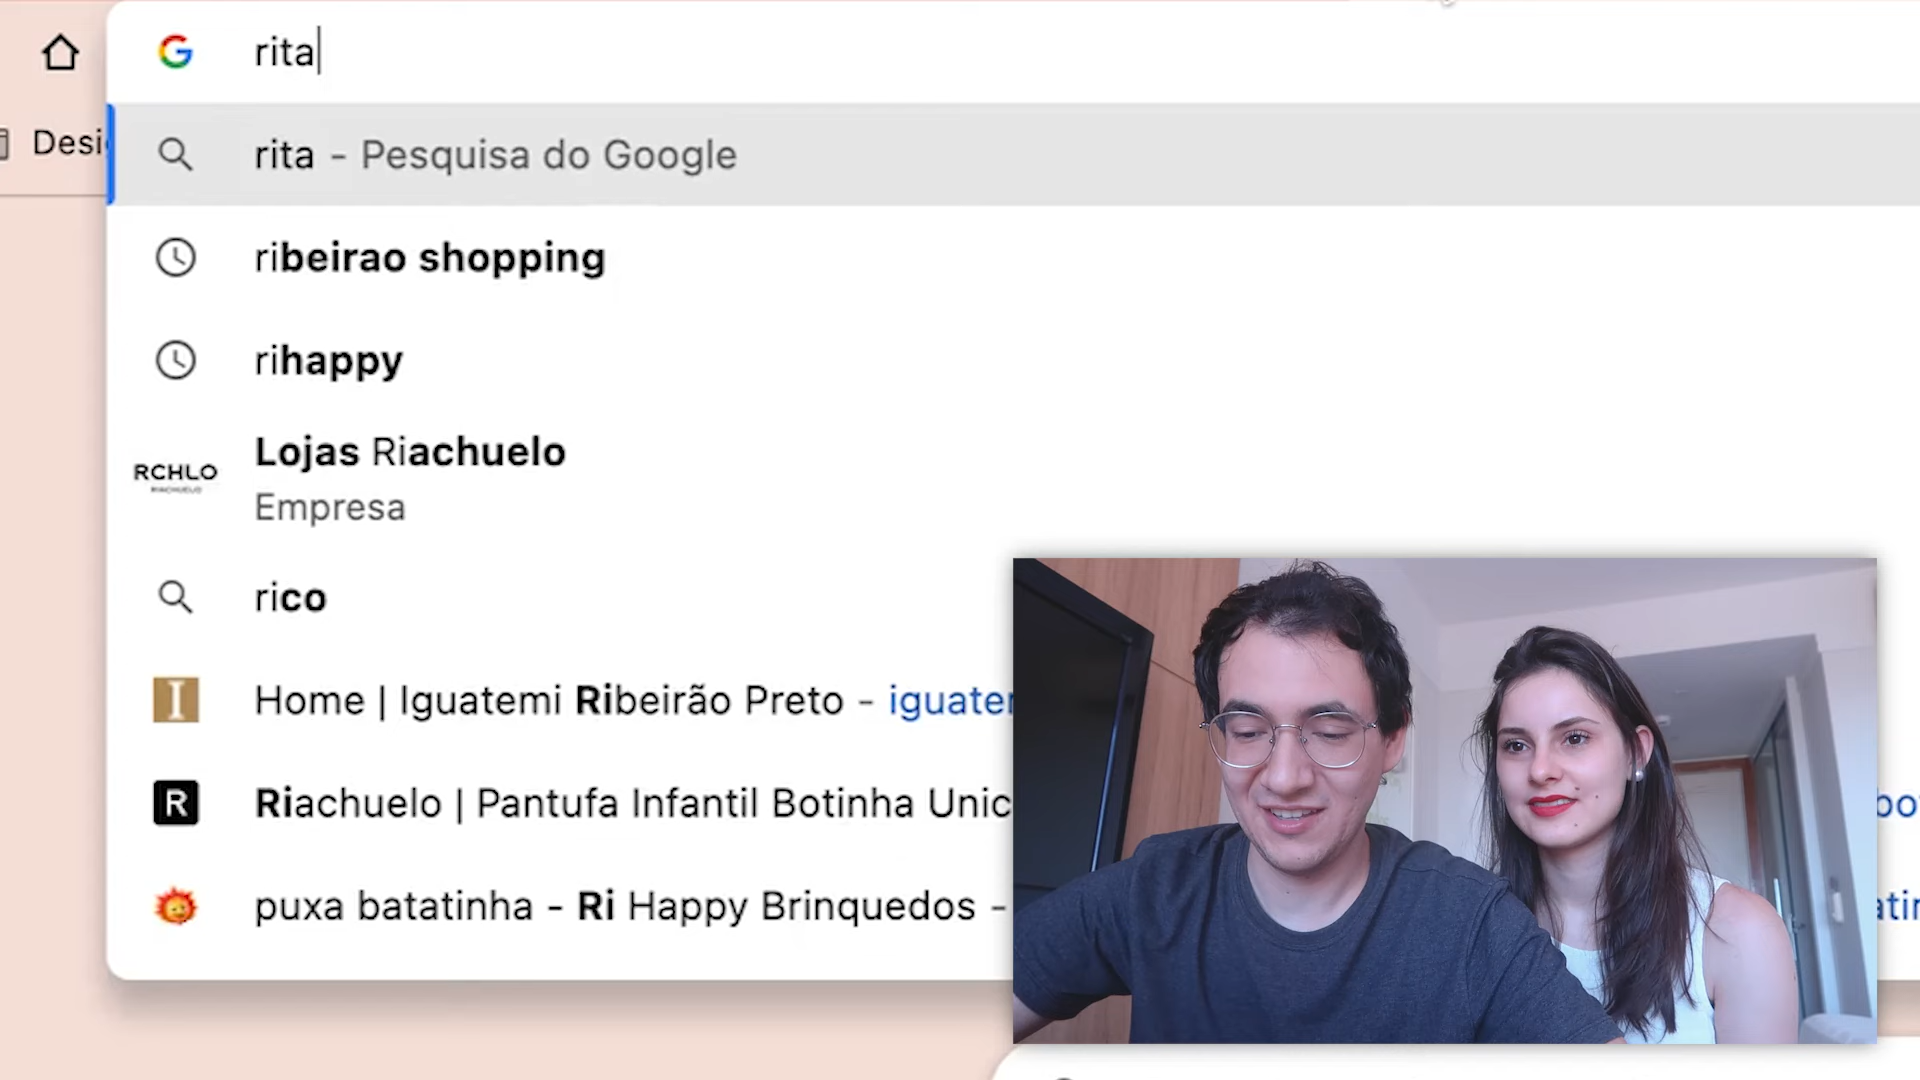 rita
Desi
rita - Pesquisa do Google
ribeirao shopping
rihappy
RCHLO
RIACHUELO
Lojas Riachuelo
Empresa
rico
I
Home | Iguatemi Ribeirão Preto - iguate
R
Riachuelo | Pantufa Infantil Botinha Unic
puxa batatinha - Ri Happy Brinquedos -